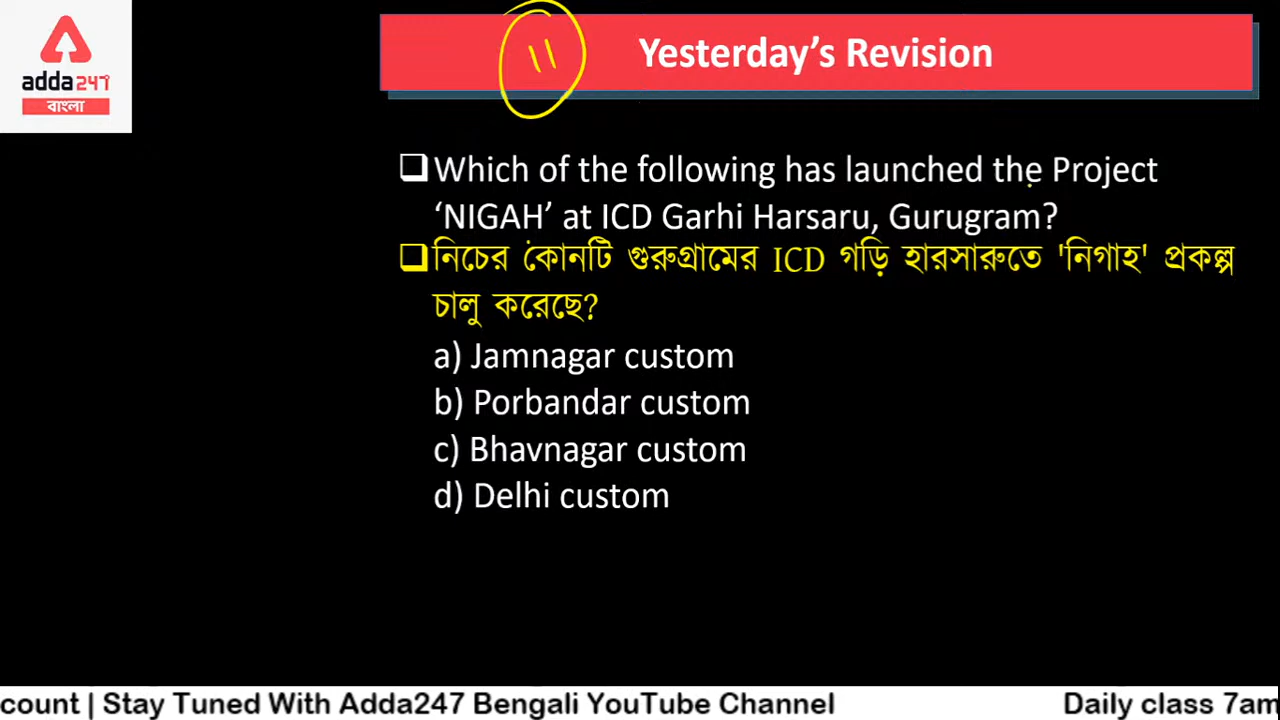 adda247
বাংলা
11
Yesterday's Revision
Which of the following has launched the Project
‘NIGAH’ at ICD Garhi Harsaru, Gurugram?
নিচের কোনটি গুরুগ্রামের ICD গড়ি হারসারুতে 'নিগাহ' প্রকল্প
চালু করেছে?
a) Jamnagar custom
b) Porbandar custom
c) Bhavnagar custom
d) Delhi custom
count | Stay Tuned With Adda247 Bengali YouTube Channel Daily class 7am